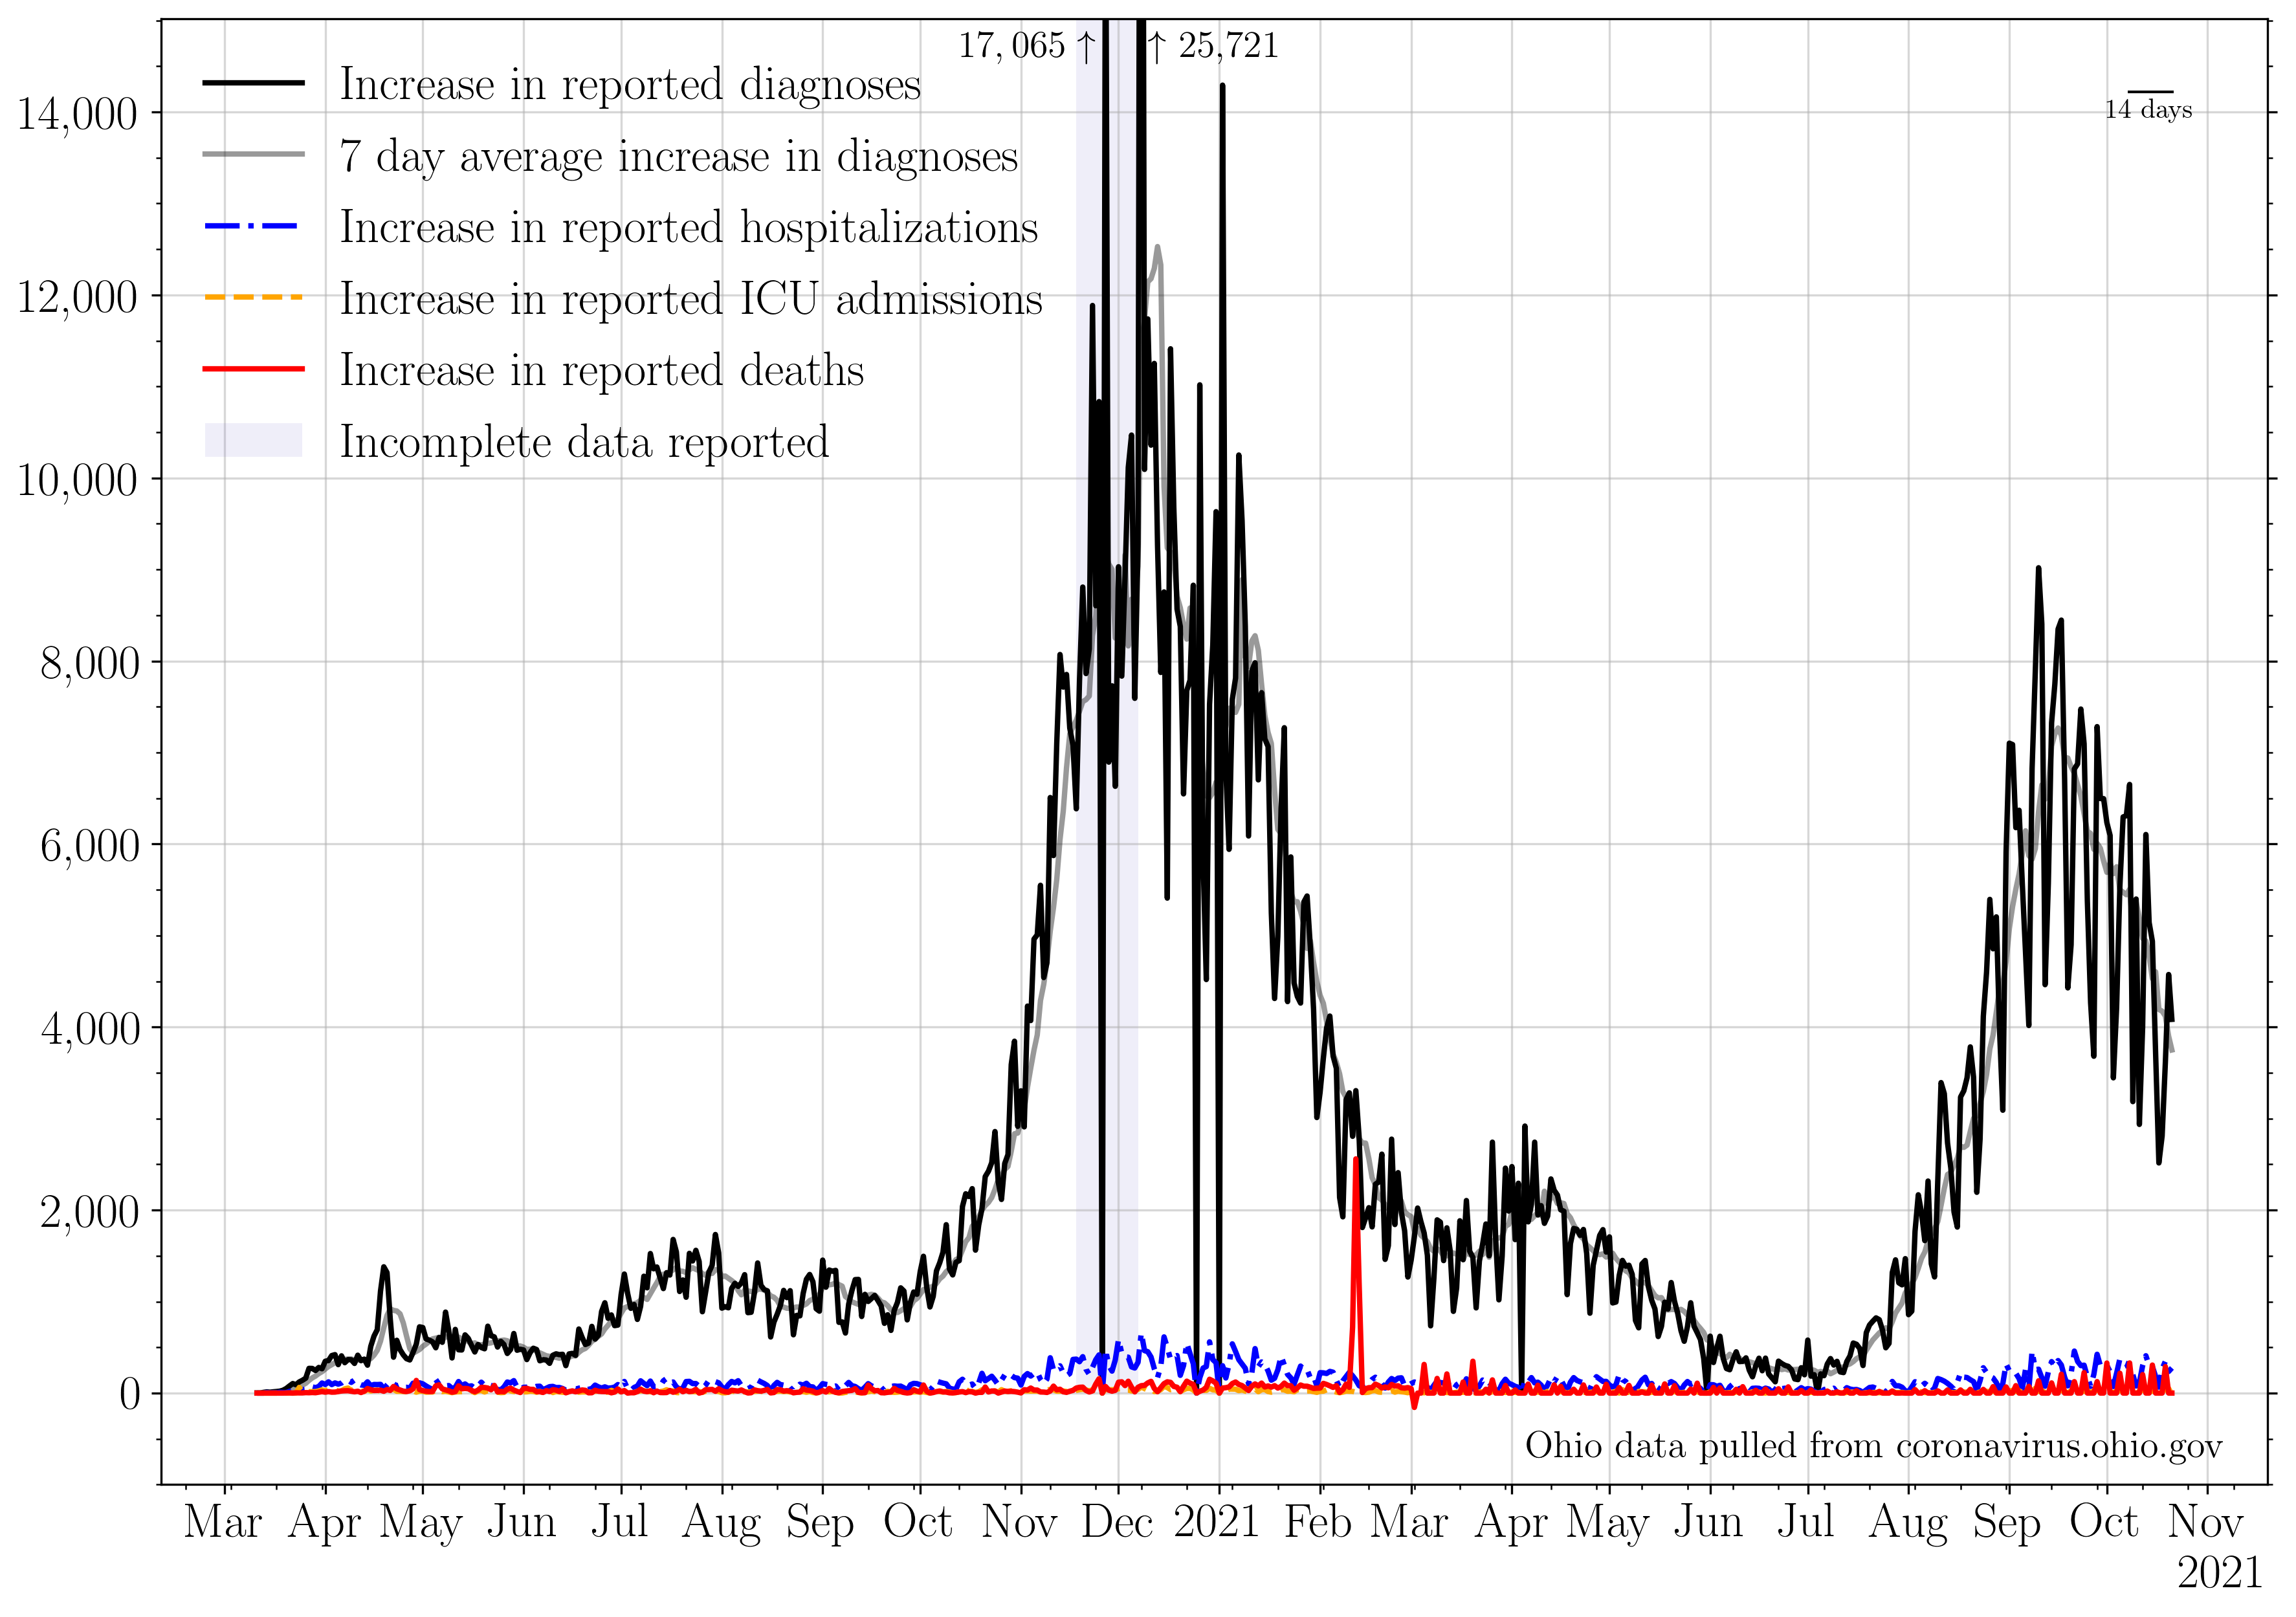 17,065 ↑ ↑ 25,721
Increase in reported diagnoses
7 day average increase in diagnoses
Increase in reported hospitalizations
Increase in reported ICU admissions
Increase in reported deaths
Incomplete data reported
14 days
14,000
12,000
10,000
8,000
6,000
4,000
2,000
0
Ohio data pulled from coronavirus.ohio.gov
Mar Apr May Jun Jul Aug Sep Oct Nov Dec 2021 Feb Mar Apr May Jun Jul Aug Sep Oct Nov
2021